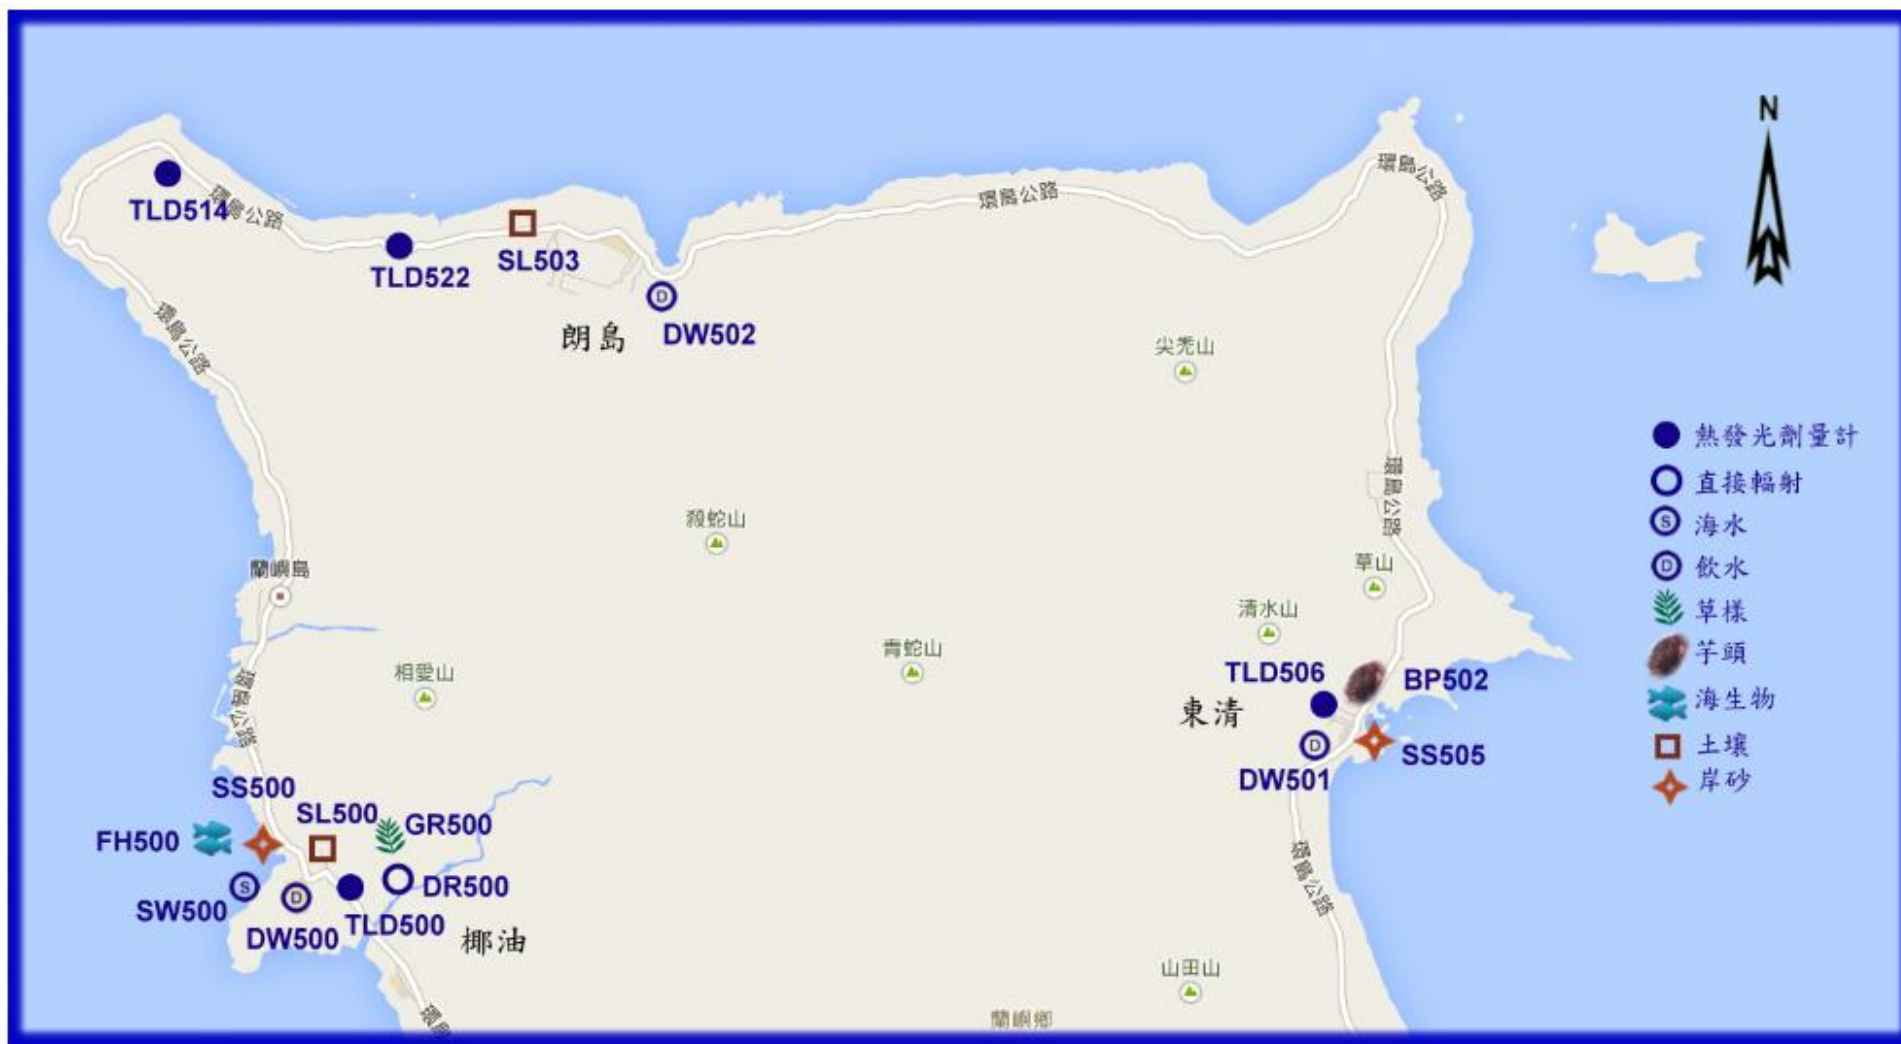 N
環島公路
環島公路
TLD514
環島公路
SL503
TLD522
DW502
朗島
尖禿山
環島公路
熱發光劑量計
直接輻射
S 海水
D 飲水
草樣
芋頭
海生物
土壤
岸砂
環島公路
殺蛇山
草山
蘭嶼島
清水山
青蛇山
相愛山
TLD506
BP502
東清
環島公路
D
SS505
DW501
SS500
SL500
GR500
FH500
DR500
S
D
SW500
TLD500
DW500
椰油
環島公路
山田山
蘭嶼鄉
環島